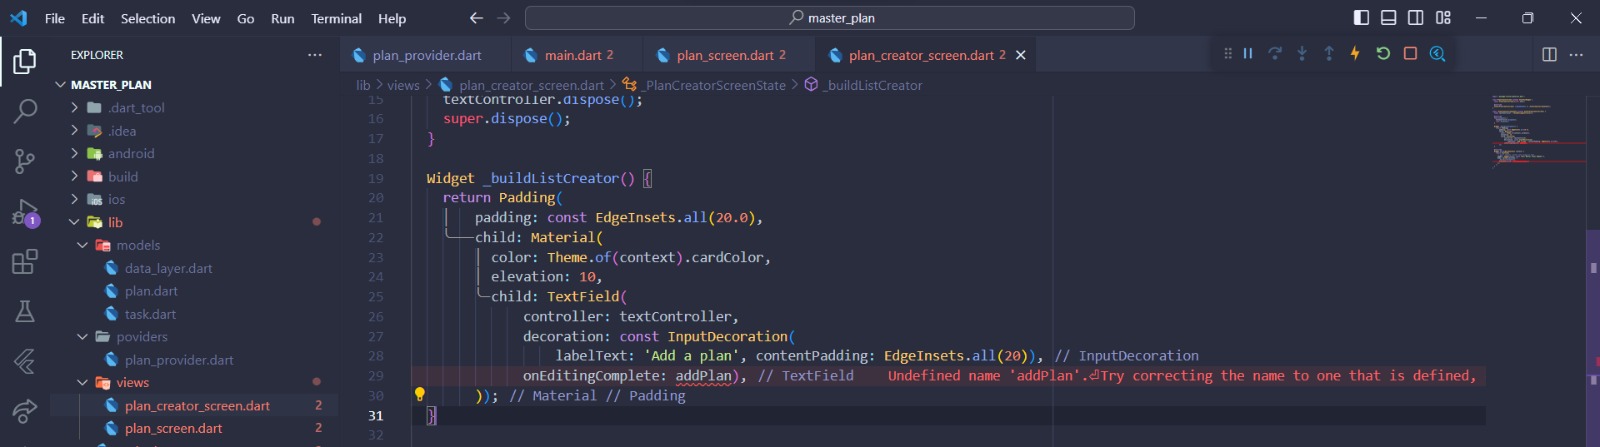 File Edit Selection View Go Run Terminal Help
master_plan
EXPLORER
MASTER_PLAN
.dart_tool
.idea
android
build
ios
lib
models
data_layer.dart
plan.dart
task.dart
poviders
plan_provider.dart
views
plan_creator_screen.dart 2
plan_screen.dart 2
1
plan_provider.dart
main.dart 2
plan_screen.dart 2
plan_creator_screen.dart 2
lib > views > plan_creator_screen.dart > _PlanCreatorScreenState > _buildListCreator
15 textController.dispose();
16 super.dispose();
17 }
18
19 Widget _buildListCreator() {
20 return Padding(
21 padding: const EdgeInsets.all(20.0),
22 child: Material(
23 color: Theme.of(context).cardColor,
24 elevation: 10,
25 child: TextField(
26 controller: textController,
27 decoration: const InputDecoration(
28 labelText: 'Add a plan', contentPadding: EdgeInsets.all(20)), // InputDecoration
29 onEditingComplete: addPlan), // TextField Undefined name 'addPlan'.⏎Try correcting the name to one that is defined,
30 )); // Material // Padding
31 }
32